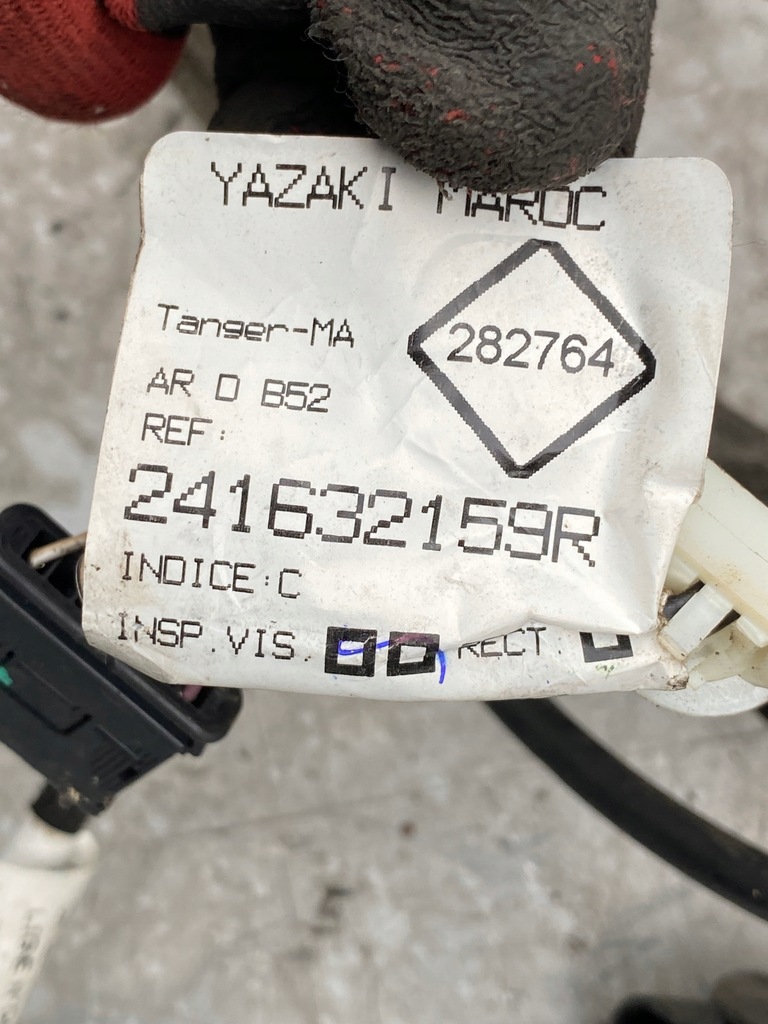 YAZAKI MAROC
282764
Tanger-MA
AR D B52
REF:
241632159R
INDICE:C
INSP.VIS. RECT.